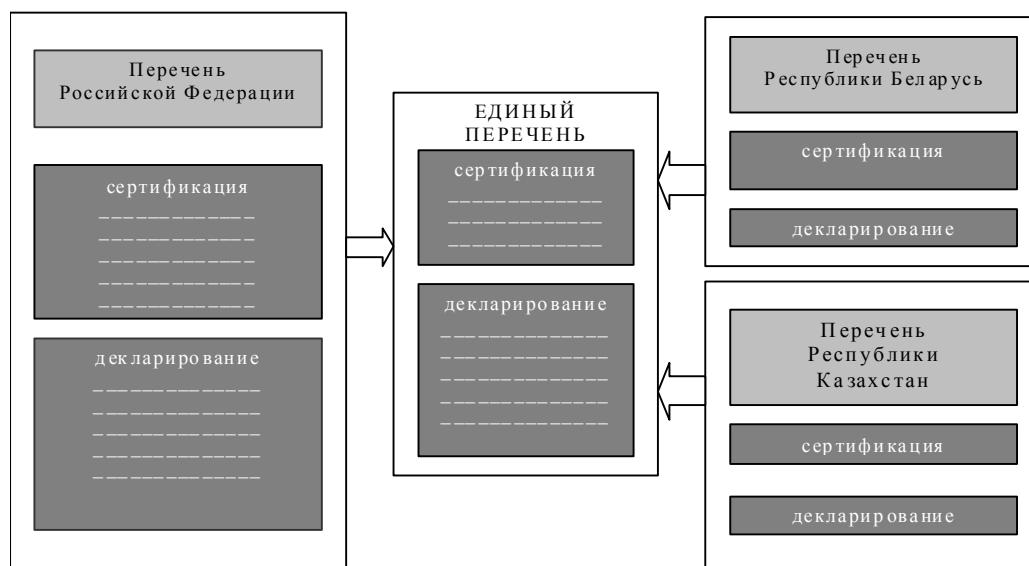 Перечень
Российской Федерации
сертификация
_ _ _ _ _ _ _ _ _ _ _ _ _
_ _ _ _ _ _ _ _ _ _ _ _ _
_ _ _ _ _ _ _ _ _ _ _ _ _
_ _ _ _ _ _ _ _ _ _ _ _ _
_ _ _ _ _ _ _ _ _ _ _ _ _
декларирование
_ _ _ _ _ _ _ _ _ _ _ _ _ _
_ _ _ _ _ _ _ _ _ _ _ _ _ _
_ _ _ _ _ _ _ _ _ _ _ _ _ _
_ _ _ _ _ _ _ _ _ _ _ _ _ _
_ _ _ _ _ _ _ _ _ _ _ _ _ _
ЕДИНЫЙ
ПЕРЕЧЕНЬ
сертификация
_ _ _ _ _ _ _ _ _ _ _ _ _
_ _ _ _ _ _ _ _ _ _ _ _ _
_ _ _ _ _ _ _ _ _ _ _ _ _
декларирование
_ _ _ _ _ _ _ _ _ _ _ _ _ _
_ _ _ _ _ _ _ _ _ _ _ _ _ _
_ _ _ _ _ _ _ _ _ _ _ _ _ _
_ _ _ _ _ _ _ _ _ _ _ _ _ _
_ _ _ _ _ _ _ _ _ _ _ _ _ _
Перечень
Республики Беларусь
сертификация
декларирование
Перечень
Республики
Казахстан
сертификация
декларирование